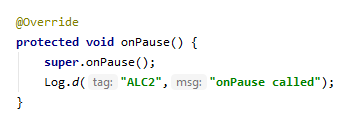 @Override
protected void onPause() {
super.onPause();
Log.d( tag: "ALC2", msg: "onPause called");
}